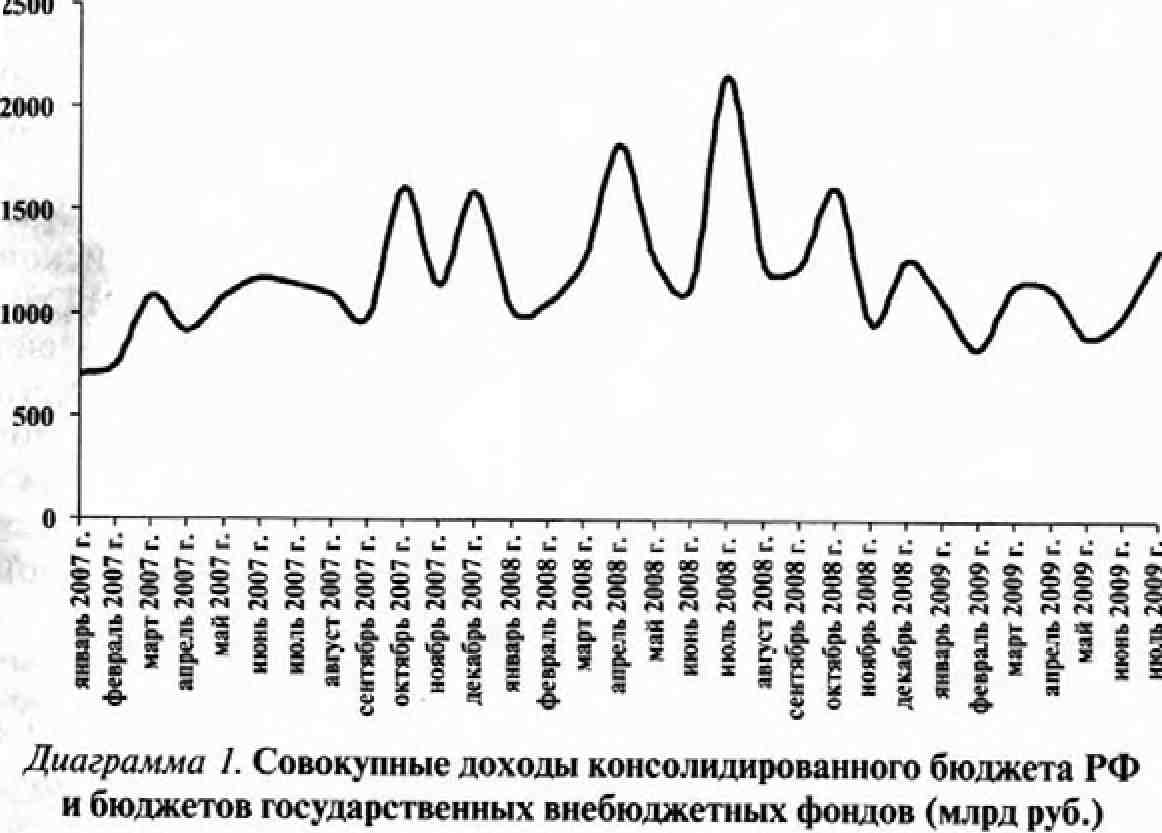 2500
2000
1500
1000
500
0
январь 2007 г.
февраль 2007 г.
март 2007 г.
апрель 2007 г.
май 2007 г.
июнь 2007 г.
июль 2007 г.
август 2007 г.
сентябрь 2007 г.
октябрь 2007 г.
ноябрь 2007 г.
декабрь 2007 г.
январь 2008 г.
февраль 2008 г.
март 2008 г.
апрель 2008 г.
май 2008 г.
июнь 2008 г.
июль 2008 г.
август 2008 г.
сентябрь 2008 г.
октябрь 2008 г.
ноябрь 2008 г.
декабрь 2008 г.
январь 2009 г.
февраль 2009 г.
март 2009 г.
апрель 2009 г.
май 2009 г.
июнь 2009 г.
июль 2009 г.
Диаграмма 1. Совокупные доходы консолидированного бюджета РФ
и бюджетов государственных внебюджетных фондов (млрд руб.)